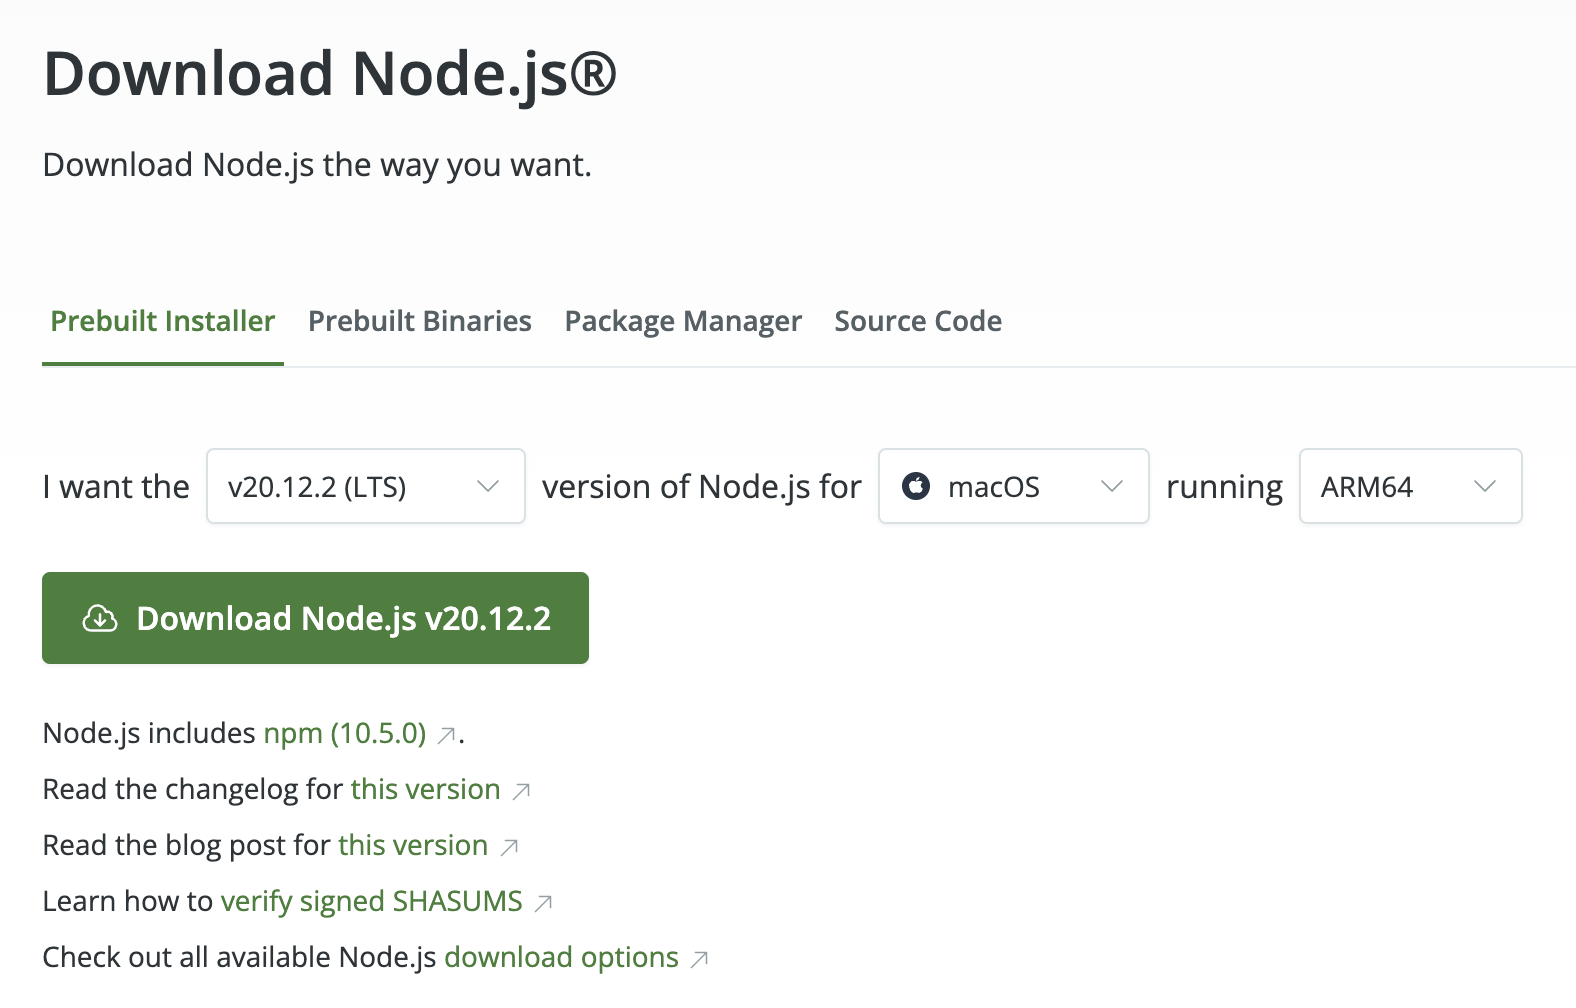 Download Node.js®
Download Node.js the way you want.
Prebuilt Installer Prebuilt Binaries Package Manager Source Code
I want the v20.12.2 (LTS) version of Node.js for macOS running ARM64
Download Node.js v20.12.2
Node.js includes npm (10.5.0) ↗.
Read the changelog for this version ↗
Read the blog post for this version ↗
Learn how to verify signed SHASUMS ↗
Check out all available Node.js download options ↗